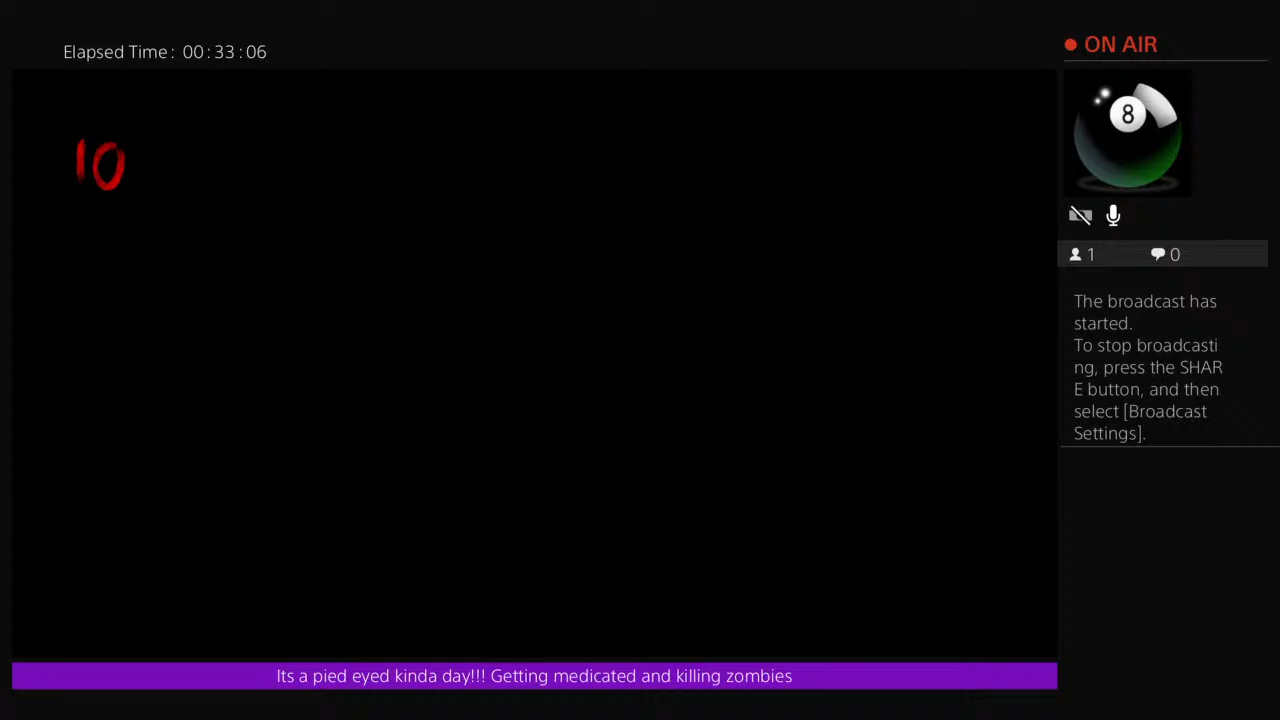 Elapsed Time: 00:33:06
ON AIR
10
8
1
0
The broadcast has
started.
To stop broadcasti
ng, press the SHAR
E button, and then
select [Broadcast
Settings].
Its a pied eyed kinda day!!! Getting medicated and killing zombies